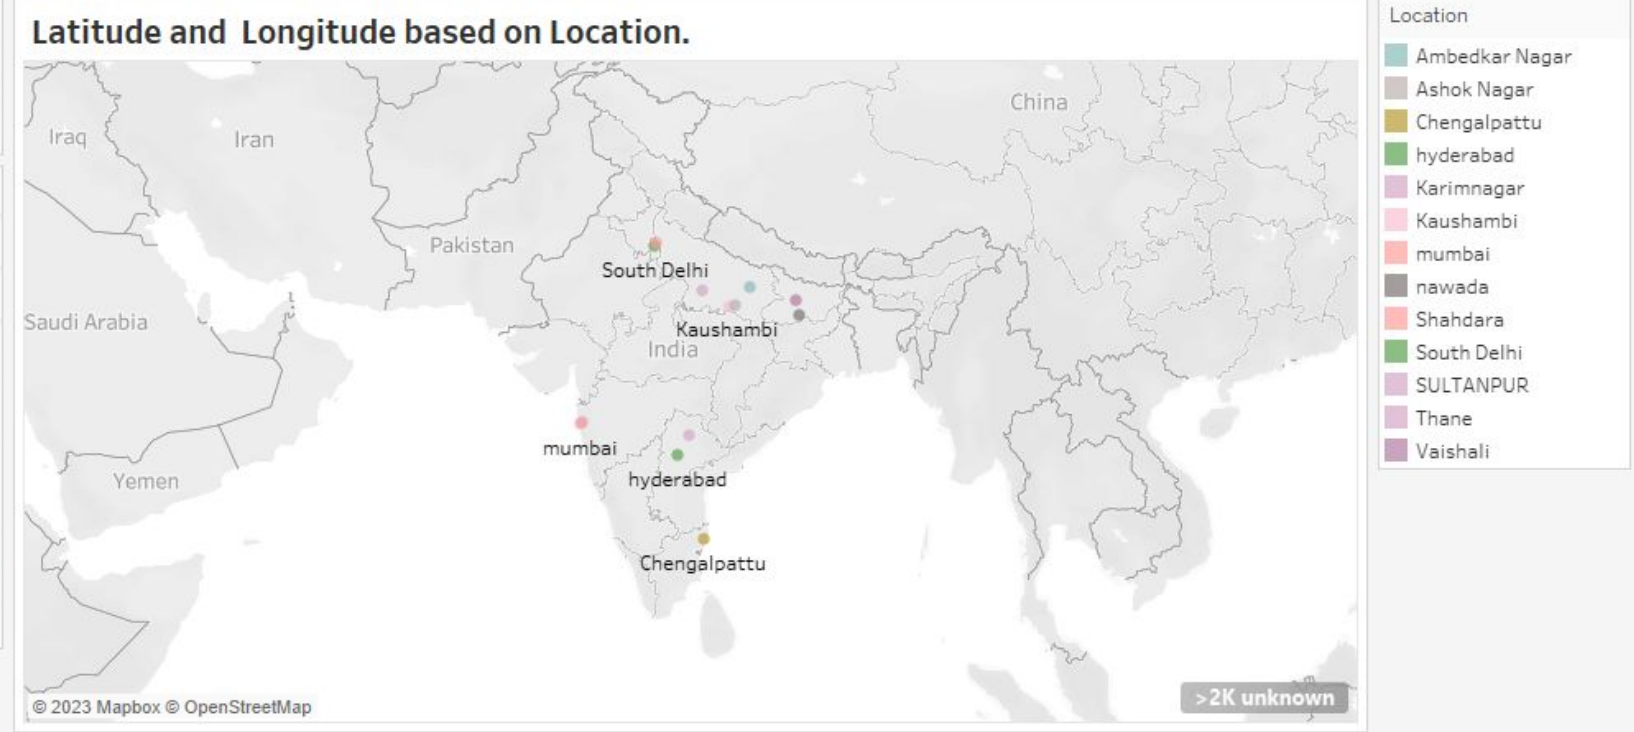 Latitude and  Longitude based on Location.
Location
Ambedkar Nagar
Ashok Nagar
Chengalpattu
hyderabad
Karimnagar
Kaushambi
mumbai
nawada
Shahdara
South Delhi
SULTANPUR
Thane
Vaishali
China
Iraq
Iran
Pakistan
South Delhi
Saudi Arabia
Kaushambi
India
mumbai
hyderabad
Yemen
Chengalpattu
>2K unknown
© 2023 Mapbox © OpenStreetMap